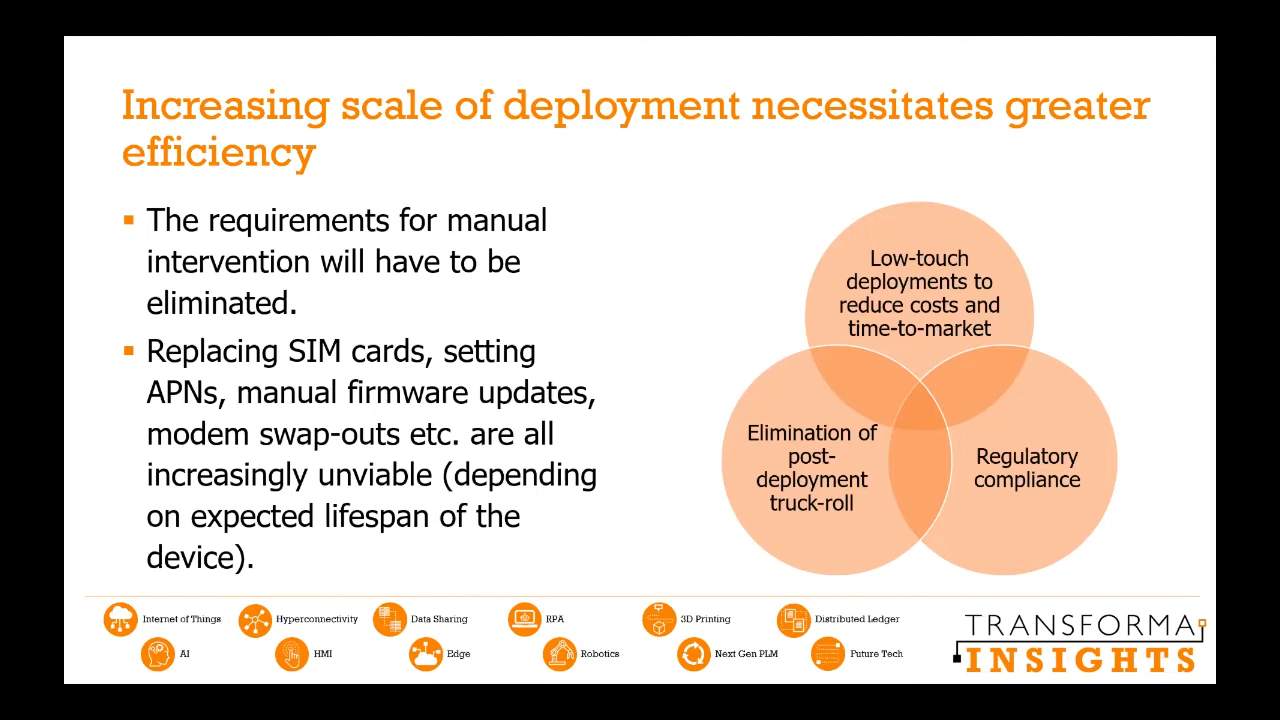 Increasing scale of deployment necessitates greater
efficiency
▪ The requirements for manual
intervention will have to be
eliminated.
▪ Replacing SIM cards, setting
APNs, manual firmware updates,
modem swap-outs etc. are all
increasingly unviable (depending
on expected lifespan of the
device).
Low-touch
deployments to
reduce costs and
time-to-market
Elimination of
post-
deployment
truck-roll
Regulatory
compliance
Internet of Things
Hyperconnectivity
Data Sharing
RPA
3D Printing
Distributed Ledger
AI
HMI
Edge
Robotics
Next Gen PLM
Future Tech
TRANSFORMA
INSIGHTS